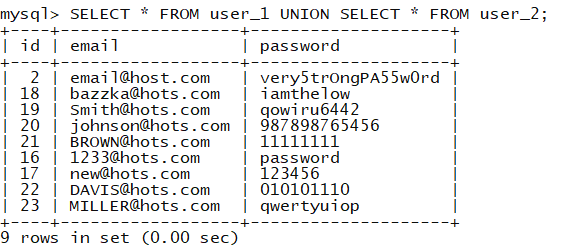 mysql> SELECT * FROM user_1 UNION SELECT * FROM user_2;
+----+------------------+--------------------+
| id | email            | password           |
+----+------------------+--------------------+
|  2 | email@host.com   | very5trOngPA55w0rd |
| 18 | bazzka@hots.com  | iamthelow          |
| 19 | Smith@hots.com   | qowiru6442         |
| 20 | johnson@hots.com | 987898765456       |
| 21 | BROWN@hots.com   | 11111111           |
| 16 | 1233@hots.com    | password           |
| 17 | new@hots.com     | 123456             |
| 22 | DAVIS@hots.com   | 010101110          |
| 23 | MILLER@hots.com  | qwertyuiop         |
+----+------------------+--------------------+
9 rows in set (0.00 sec)